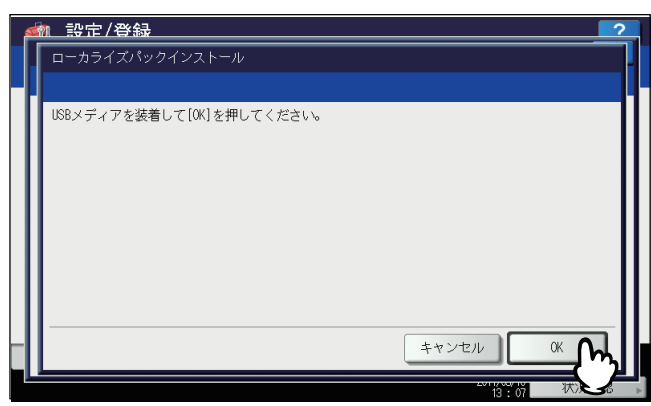 設定/登録
?
ローカライズパックインストール
USBメディアを装着して[OK]を押してください。
キャンセル
OK
13:07